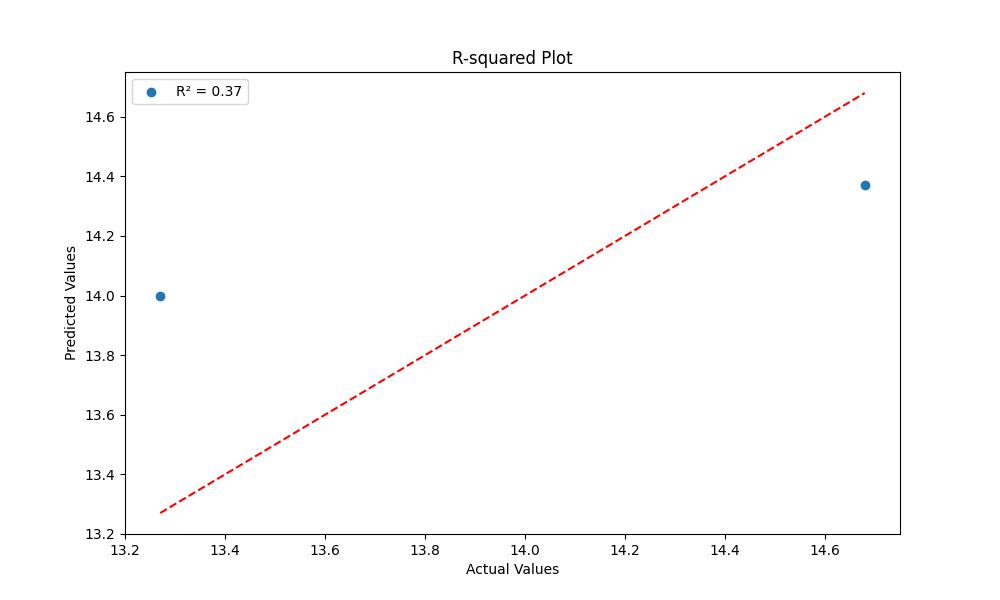 R-squared Plot
R² = 0.37
14.6
14.4
14.2
14.0
13.8
13.6
13.4
13.2
Predicted Values
13.2 13.4 13.6 13.8 14.0 14.2 14.4 14.6
Actual Values